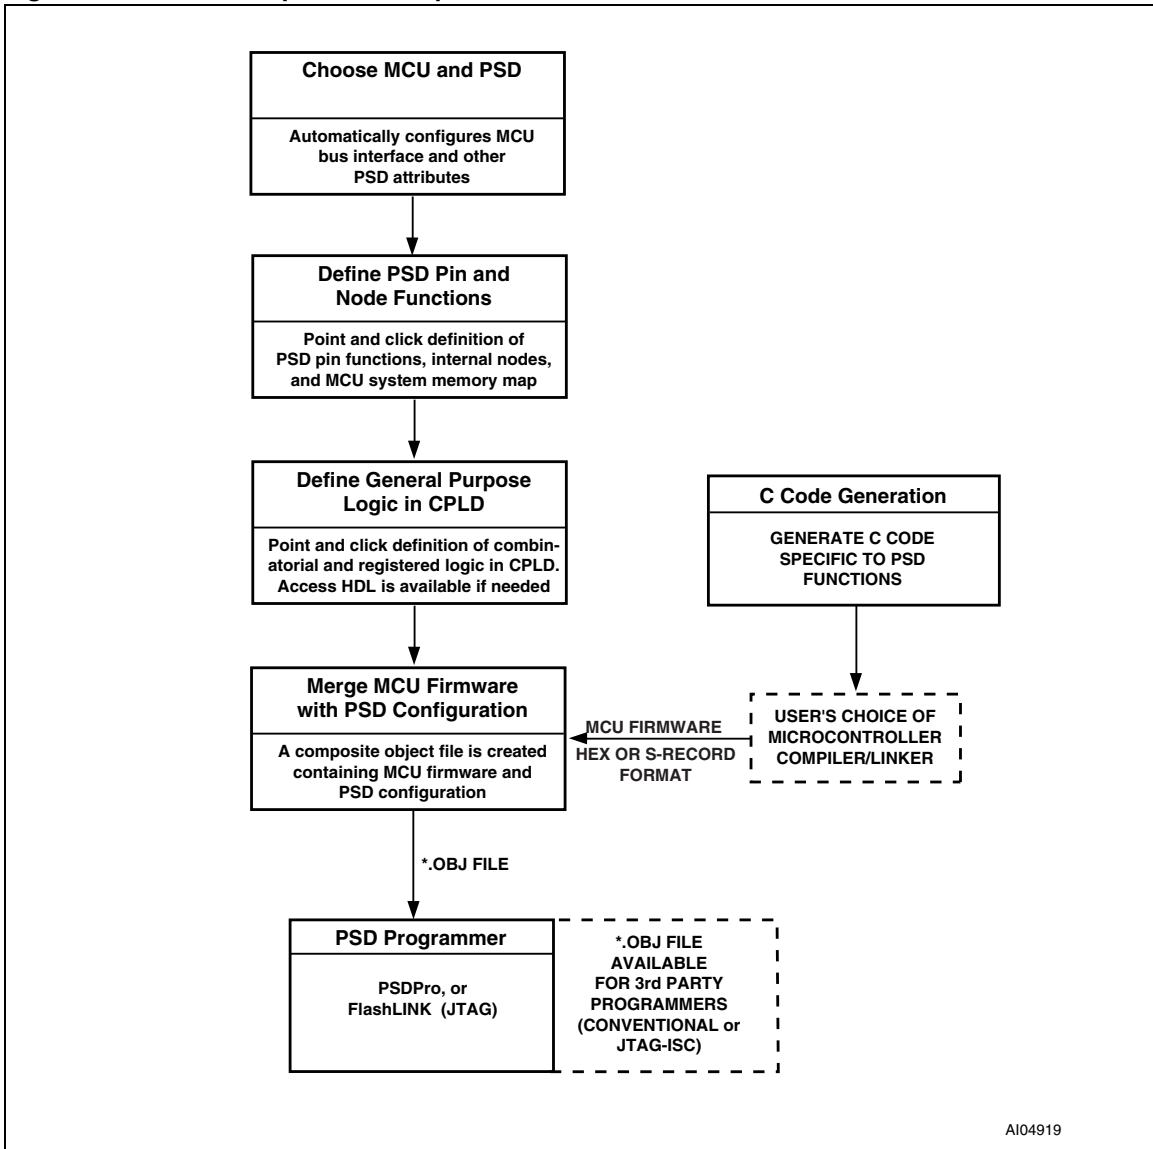 Choose MCU and PSD
Automatically configures MCU
bus interface and other
PSD attributes
Define PSD Pin and
Node Functions
Point and click definition of
PSD pin functions, internal nodes,
and MCU system memory map
Define General Purpose
Logic in CPLD
Point and click definition of combin-
atorial and registered logic in CPLD.
Access HDL is available if needed
C Code Generation
GENERATE C CODE
SPECIFIC TO PSD
FUNCTIONS
Merge MCU Firmware
with PSD Configuration
A composite object file is created
containing MCU firmware and
PSD configuration
MCU FIRMWARE
HEX OR S-RECORD
FORMAT
USER'S CHOICE OF
MICROCONTROLLER
COMPILER/LINKER
*.OBJ FILE
PSD Programmer
PSDPro, or
FlashLINK (JTAG)
*.OBJ FILE
AVAILABLE
FOR 3rd PARTY
PROGRAMMERS
(CONVENTIONAL or
JTAG-ISC)
AI04919